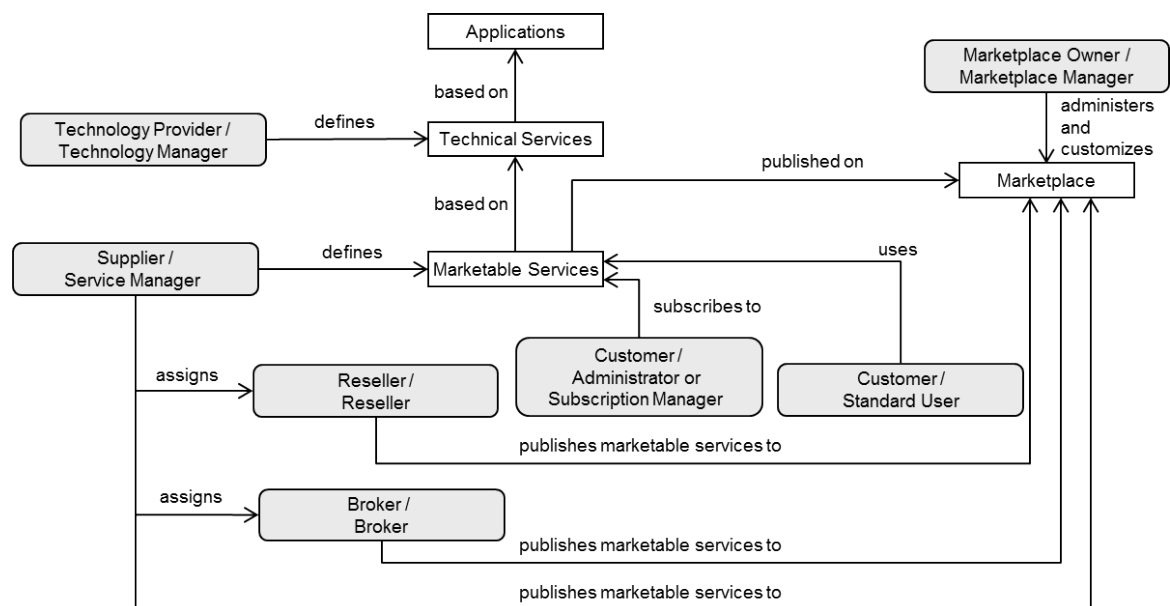 Applications
Marketplace Owner /
Marketplace Manager
based on
administers
and
customizes
Technology Provider /
Technology Manager
defines
Technical Services
published on
Marketplace
based on
Supplier /
Service Manager
defines
Marketable Services
uses
subscribes to
assigns
Reseller /
Reseller
Customer /
Administrator or
Subscription Manager
Customer /
Standard User
publishes marketable services to
assigns
Broker /
Broker
publishes marketable services to
publishes marketable services to